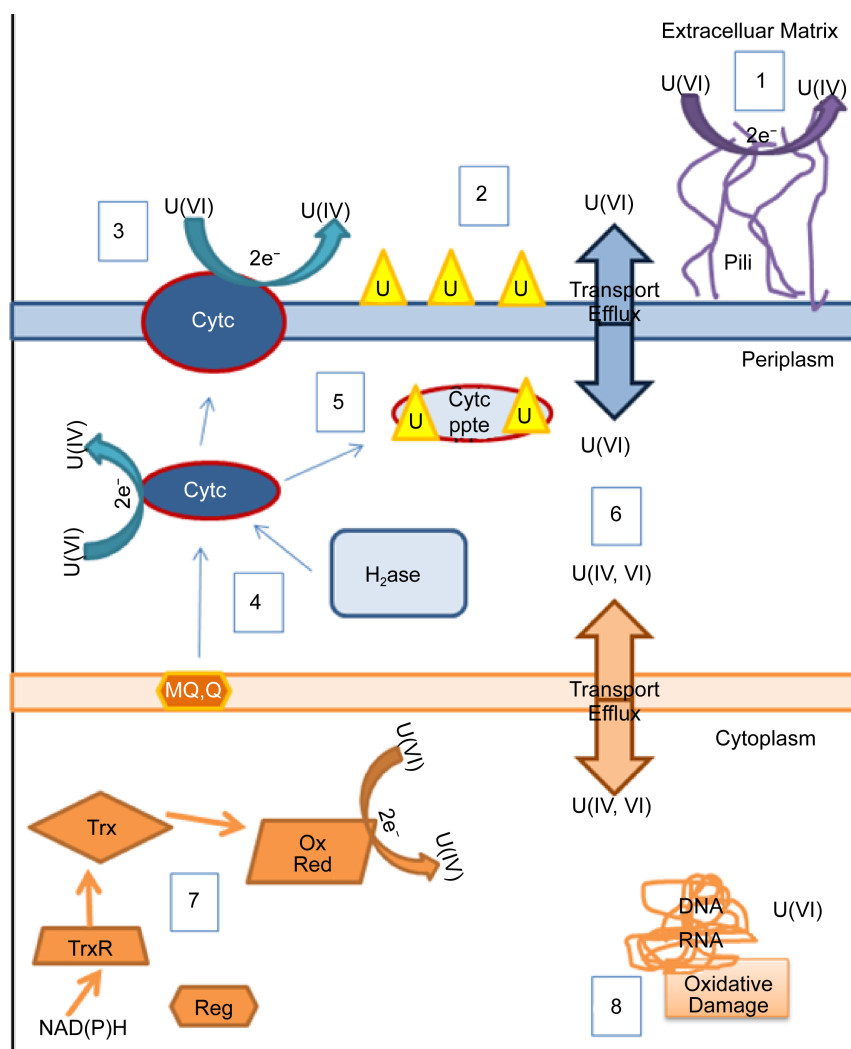 Extracelluar Matrix
1
U(VI)
U(IV)
2e⁻
Pili
2
U(VI)
3
U(VI)
U(IV)
2e⁻
U
U
U
Transport
Efflux
Cytc
Periplasm
5
Cytc
ppte
U
U
U(VI)
U(IV)
2e⁻
U(VI)
Cytc
6
U(IV, VI)
H₂ase
4
MQ,Q
Transport
Efflux
Cytoplasm
U(VI)
2e⁻
U(IV)
U(IV, VI)
Trx
Ox
Red
7
TrxR
NAD(P)H
Reg
DNA
RNA
U(VI)
Oxidative
Damage
8